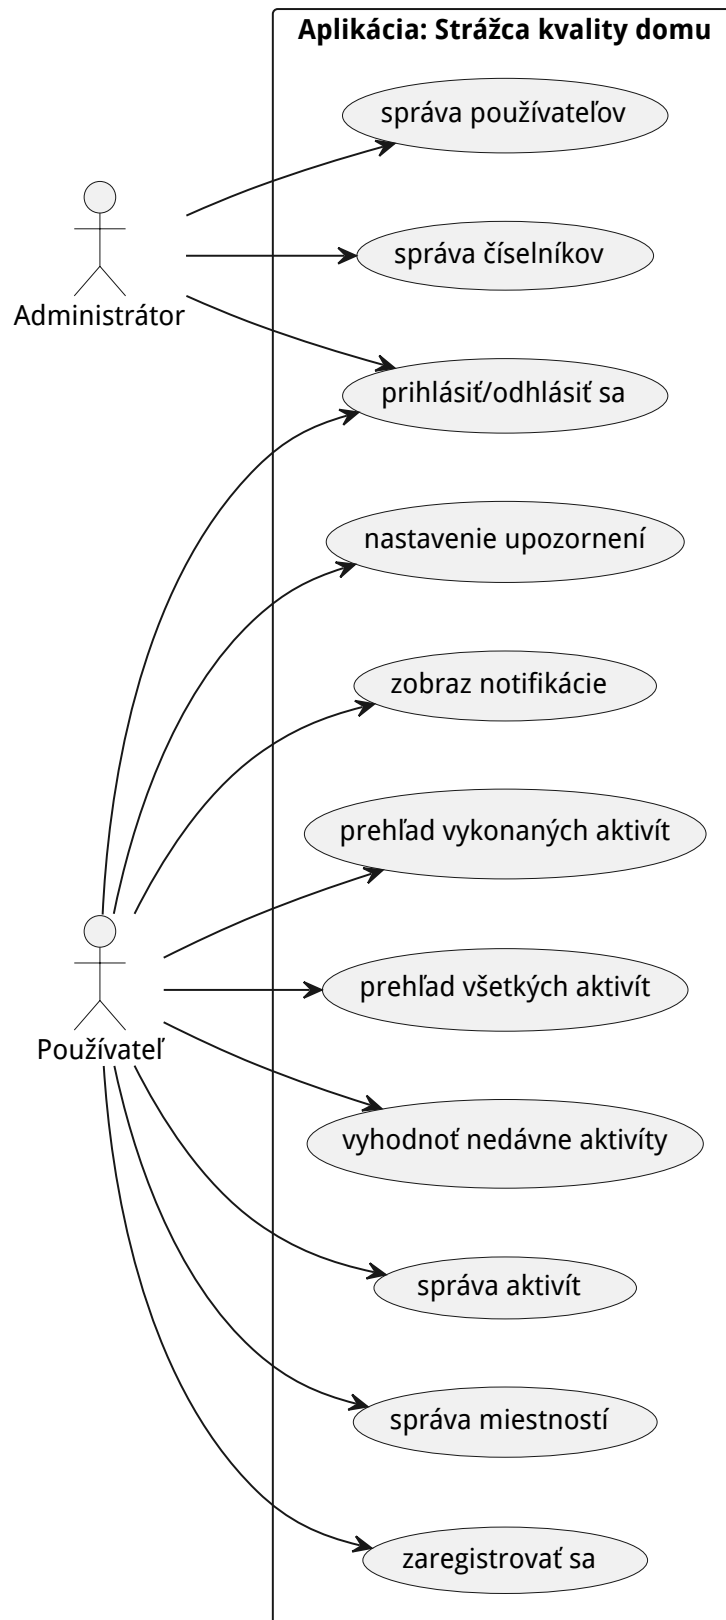 Aplikácia: Strážca kvality domu
správa používateľov
správa číselníkov
Administrátor
prihlásiť/odhlásiť sa
nastavenie upozornení
zobraz notifikácie
prehľad vykonaných aktivít
prehľad všetkých aktivít
Používateľ
vyhodnoť nedávne aktivíty
správa aktivít
správa miestností
zaregistrovať sa